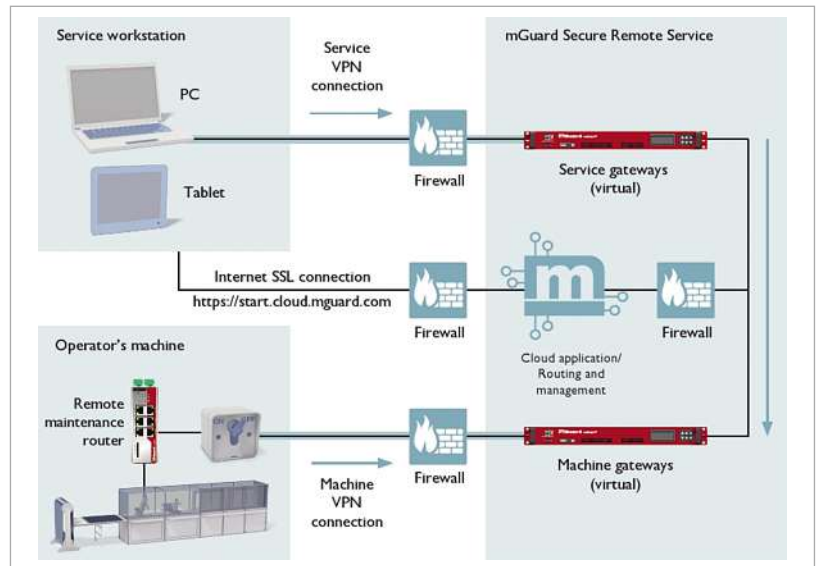 Service workstation
PC
Tablet
Service
VPN
connection
Firewall
mGuard Secure Remote Service
Service gateways
(virtual)
Internet SSL connection
https://start.cloud.mguard.com
Firewall
m
Cloud application/
Routing and
management
Firewall
Operator's machine
Remote
maintenance
router
ON
OFF
Machine
VPN
connection
Firewall
Machine gateways
(virtual)